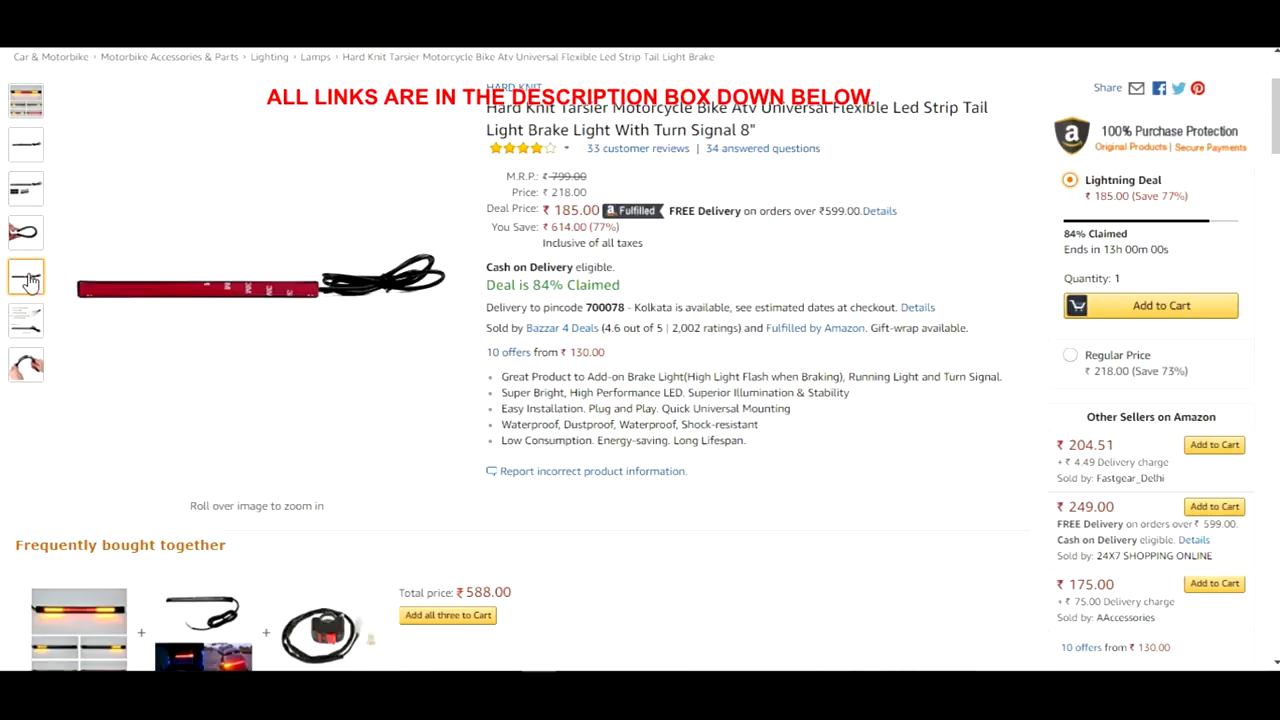 Car & Motorbike › Motorbike Accessories & Parts › Lighting › Lamps › Hard Knit Tarsier Motorcycle Bike Atv Universal Flexible Led Strip Tail Light Brake
HARD KNIT
ALL LINKS ARE IN THE DESCRIPTION BOX DOWN BELOW.
Hard Knit Tarsier Motorcycle Bike Atv Universal Flexible Led Strip Tail
Light Brake Light With Turn Signal 8"
33 customer reviews | 34 answered questions
M.R.P.: ₹ 799.00
Price: ₹ 218.00
Deal Price: ₹ 185.00 a Fulfilled FREE Delivery on orders over ₹599.00.Details
You Save: ₹ 614.00 (77%)
Inclusive of all taxes
Cash on Delivery eligible.
Deal is 84% Claimed
Delivery to pincode 700078 - Kolkata is available, see estimated dates at checkout. Details
Sold by Bazzar 4 Deals (4.6 out of 5 | 2,002 ratings) and Fulfilled by Amazon. Gift-wrap available.
10 offers from ₹ 130.00
• Great Product to Add-on Brake Light(High Light Flash when Braking), Running Light and Turn Signal.
• Super Bright, High Performance LED. Superior Illumination & Stability
• Easy Installation. Plug and Play. Quick Universal Mounting
• Waterproof, Dustproof, Waterproof, Shock-resistant
• Low Consumption. Energy-saving. Long Lifespan.
Report incorrect product information.
Roll over image to zoom in
Frequently bought together
Total price: ₹ 588.00
Add all three to Cart
+
+
Share
a
100% Purchase Protection
Original Products | Secure Payments
Lightning Deal
₹ 185.00 (Save 77%)
84% Claimed
Ends in 13h 00m 00s
Quantity: 1
Add to Cart
Regular Price
₹ 218.00 (Save 73%)
Other Sellers on Amazon
₹ 204.51 Add to Cart
+ ₹ 4.49 Delivery charge
Sold by: Fastgear_Delhi
₹ 249.00 Add to Cart
FREE Delivery on orders over ₹ 599.00.
Cash on Delivery eligible. Details
Sold by: 24X7 SHOPPING ONLINE
₹ 175.00 Add to Cart
+ ₹ 75.00 Delivery charge
Sold by: AAccessories
10 offers from ₹ 130.00